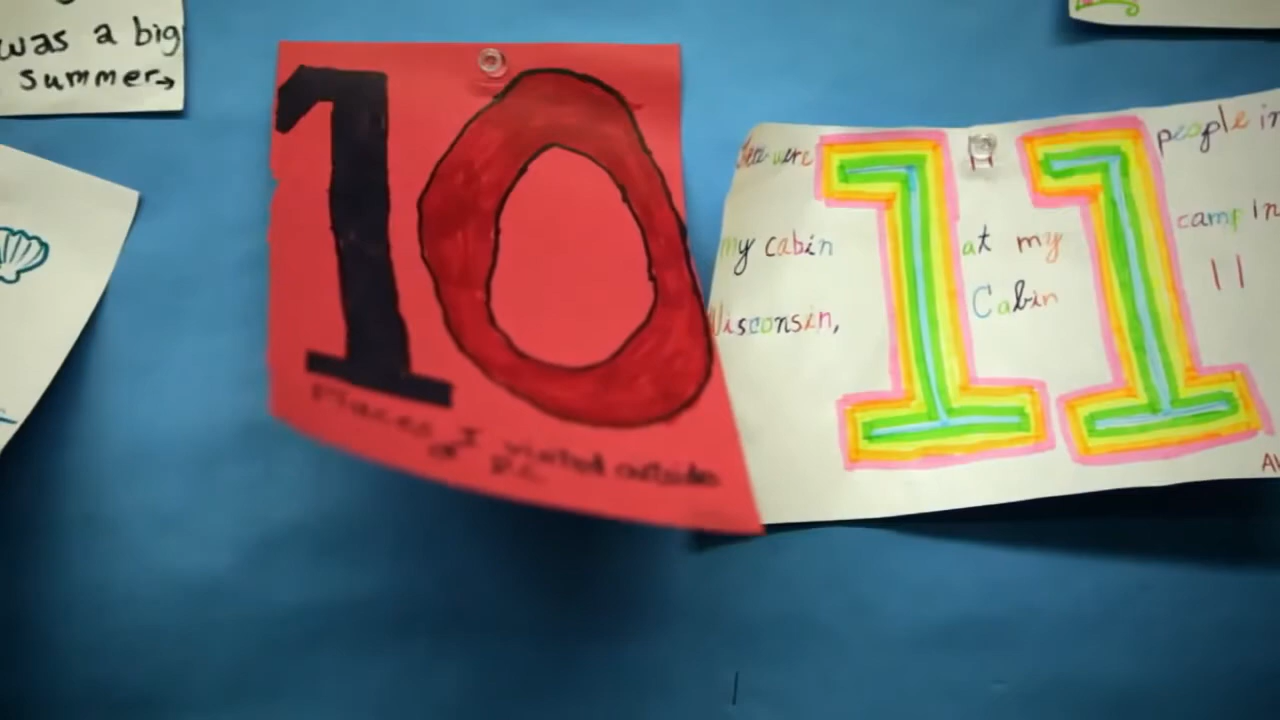 was a big
summer→
10
Places I visited outside
There were 11 11 people in
my cabin at my camp in
Wisconsin, Cabin 11